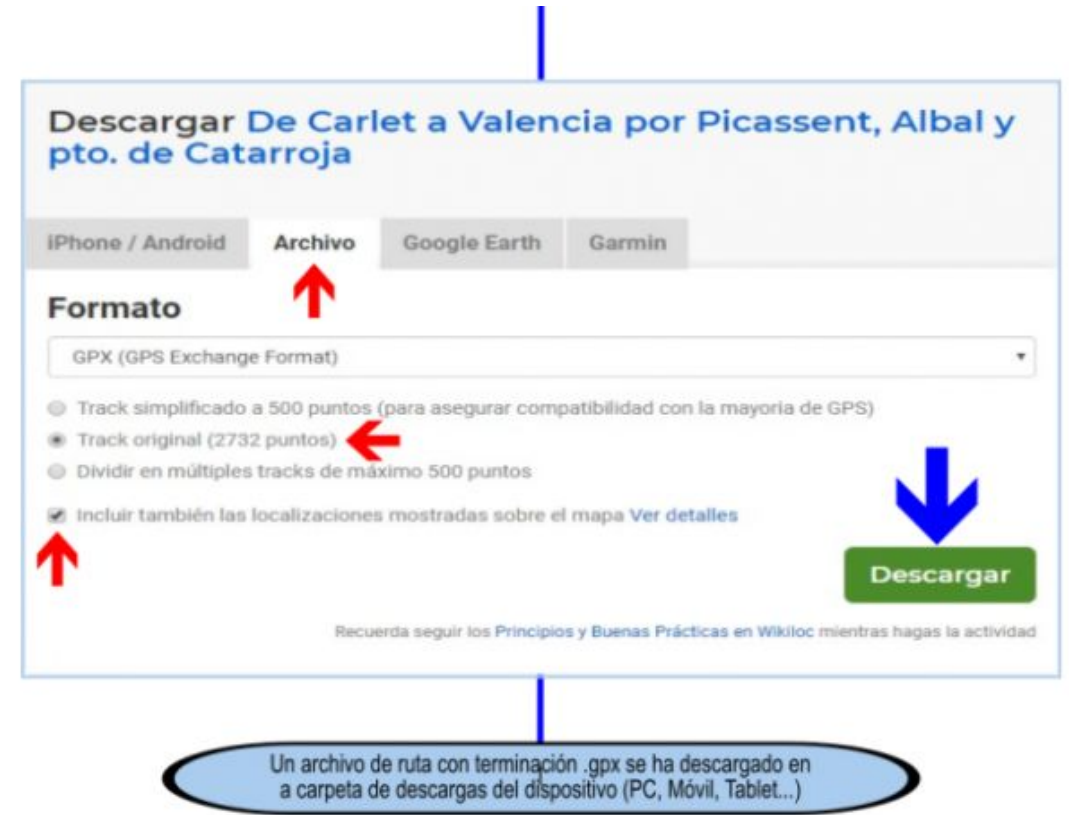 Descargar De Carlet a Valencia por Picassent, Albal y
pto. de Catarroja
iPhone / Android Archivo Google Earth Garmin
Formato
GPX (GPS Exchange Format)
Track simplificado a 500 puntos (para asegurar compatibilidad con la mayoria de GPS)
Track original (2732 puntos)
Dividir en múltiples tracks de máximo 500 puntos
Incluir también las localizaciones mostradas sobre el mapa Ver detalles
Descargar
Recuerda seguir los Principios y Buenas Prácticas en Wikiloc mientras hagas la actividad
Un archivo de ruta con terminación .gpx se ha descargado en
a carpeta de descargas del dispositivo (PC, Móvil, Tablet...)